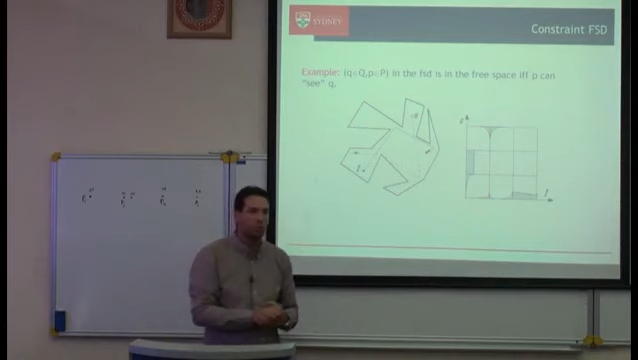 SYDNEY
Constraint FSD
Example: (q∈Q,p∈P) in the fsd is in the free space iff p can
"see" q.